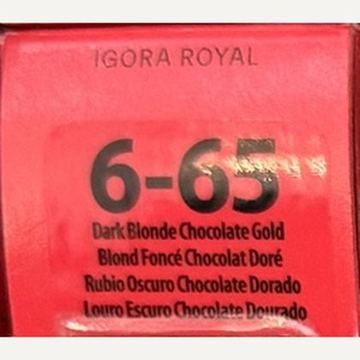 IGORA ROYAL
6-65
Dark Blonde Chocolate Gold
Blond Foncé Chocolat Doré
Rubio Oscuro Chocolate Dorado
Louro Escuro Chocolate Dourado